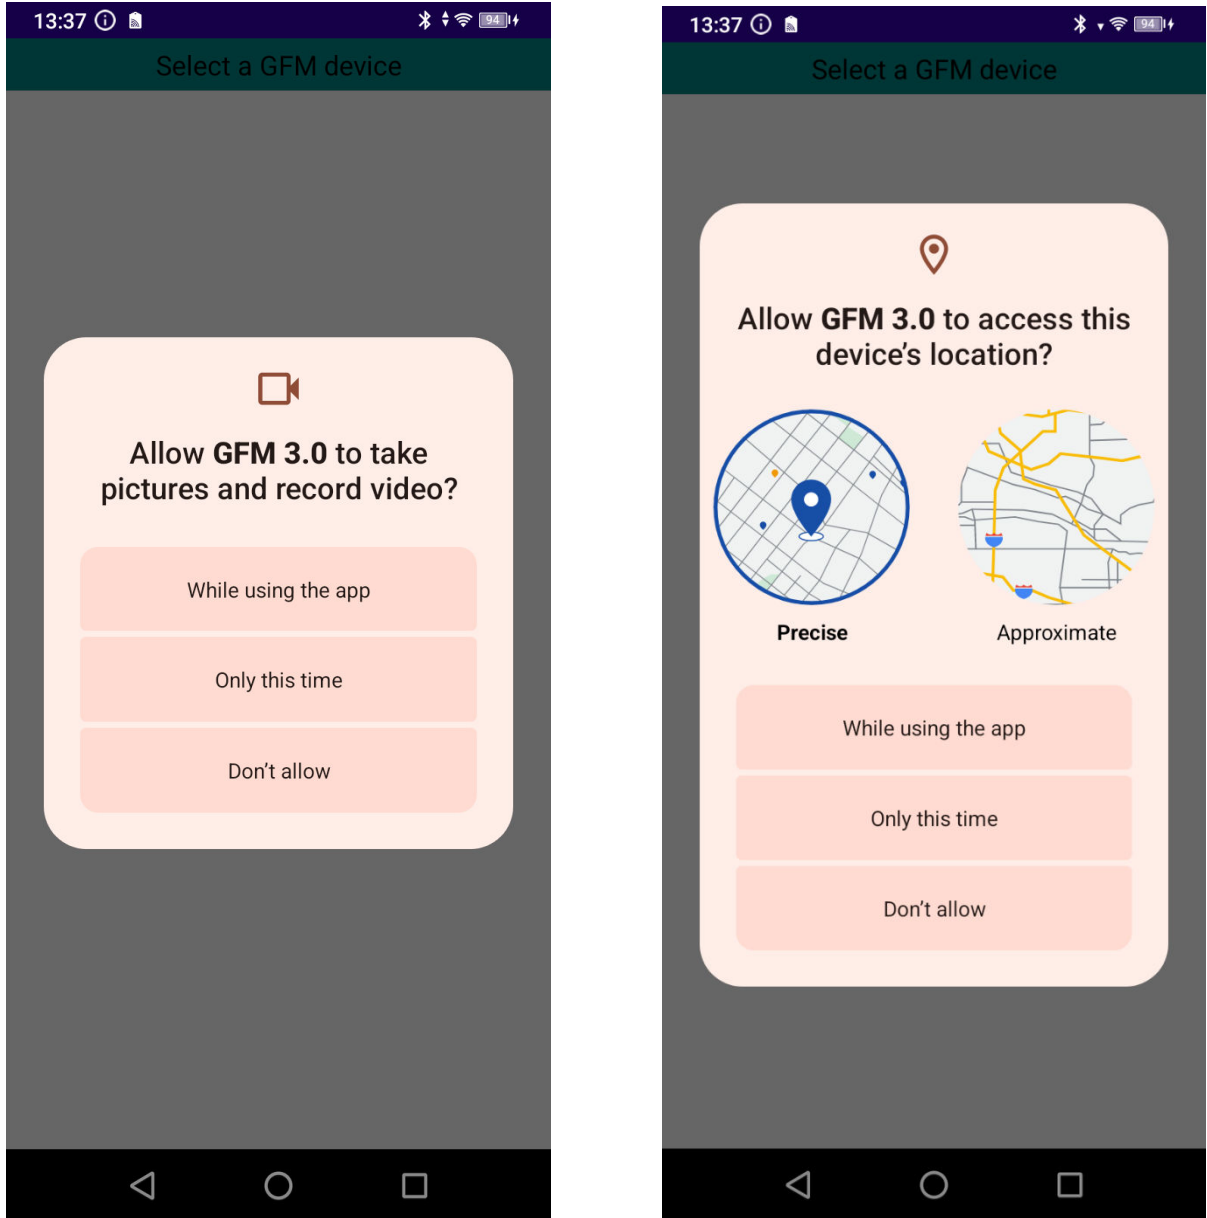 13:37
94
Select a GFM device
Allow GFM 3.0 to take
pictures and record video?
While using the app
Only this time
Don’t allow
13:37
94
Select a GFM device
Allow GFM 3.0 to access this
device’s location?
Precise
Approximate
While using the app
Only this time
Don’t allow